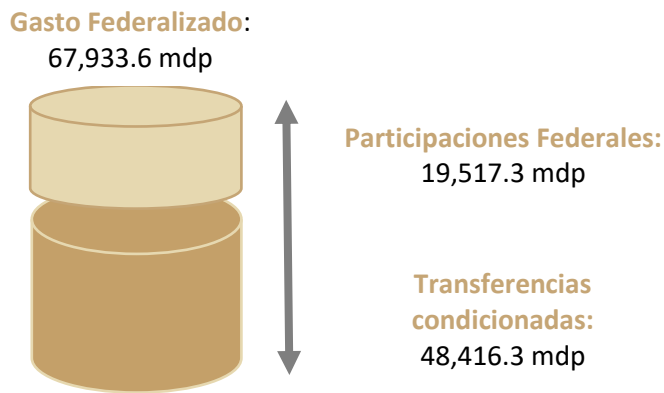 Gasto Federalizado:
67,933.6 mdp
Participaciones Federales:
19,517.3 mdp
Transferencias
condicionadas:
48,416.3 mdp